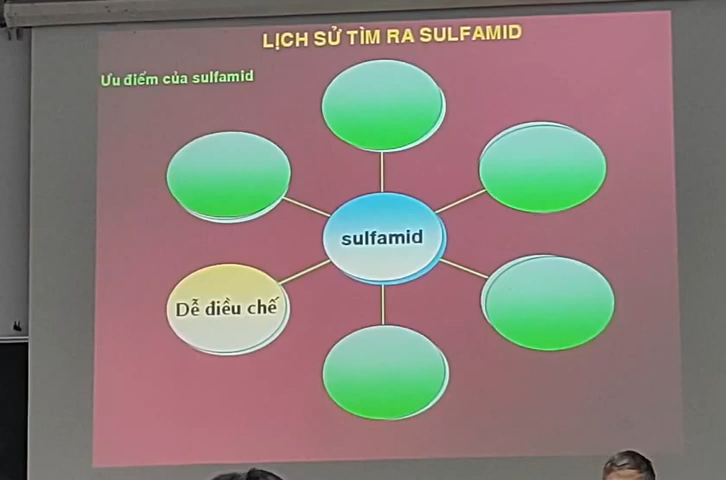 LỊCH SỬ TÌM RA SULFAMID
Ưu điểm của sulfamid
sulfamid
Dễ điều chế